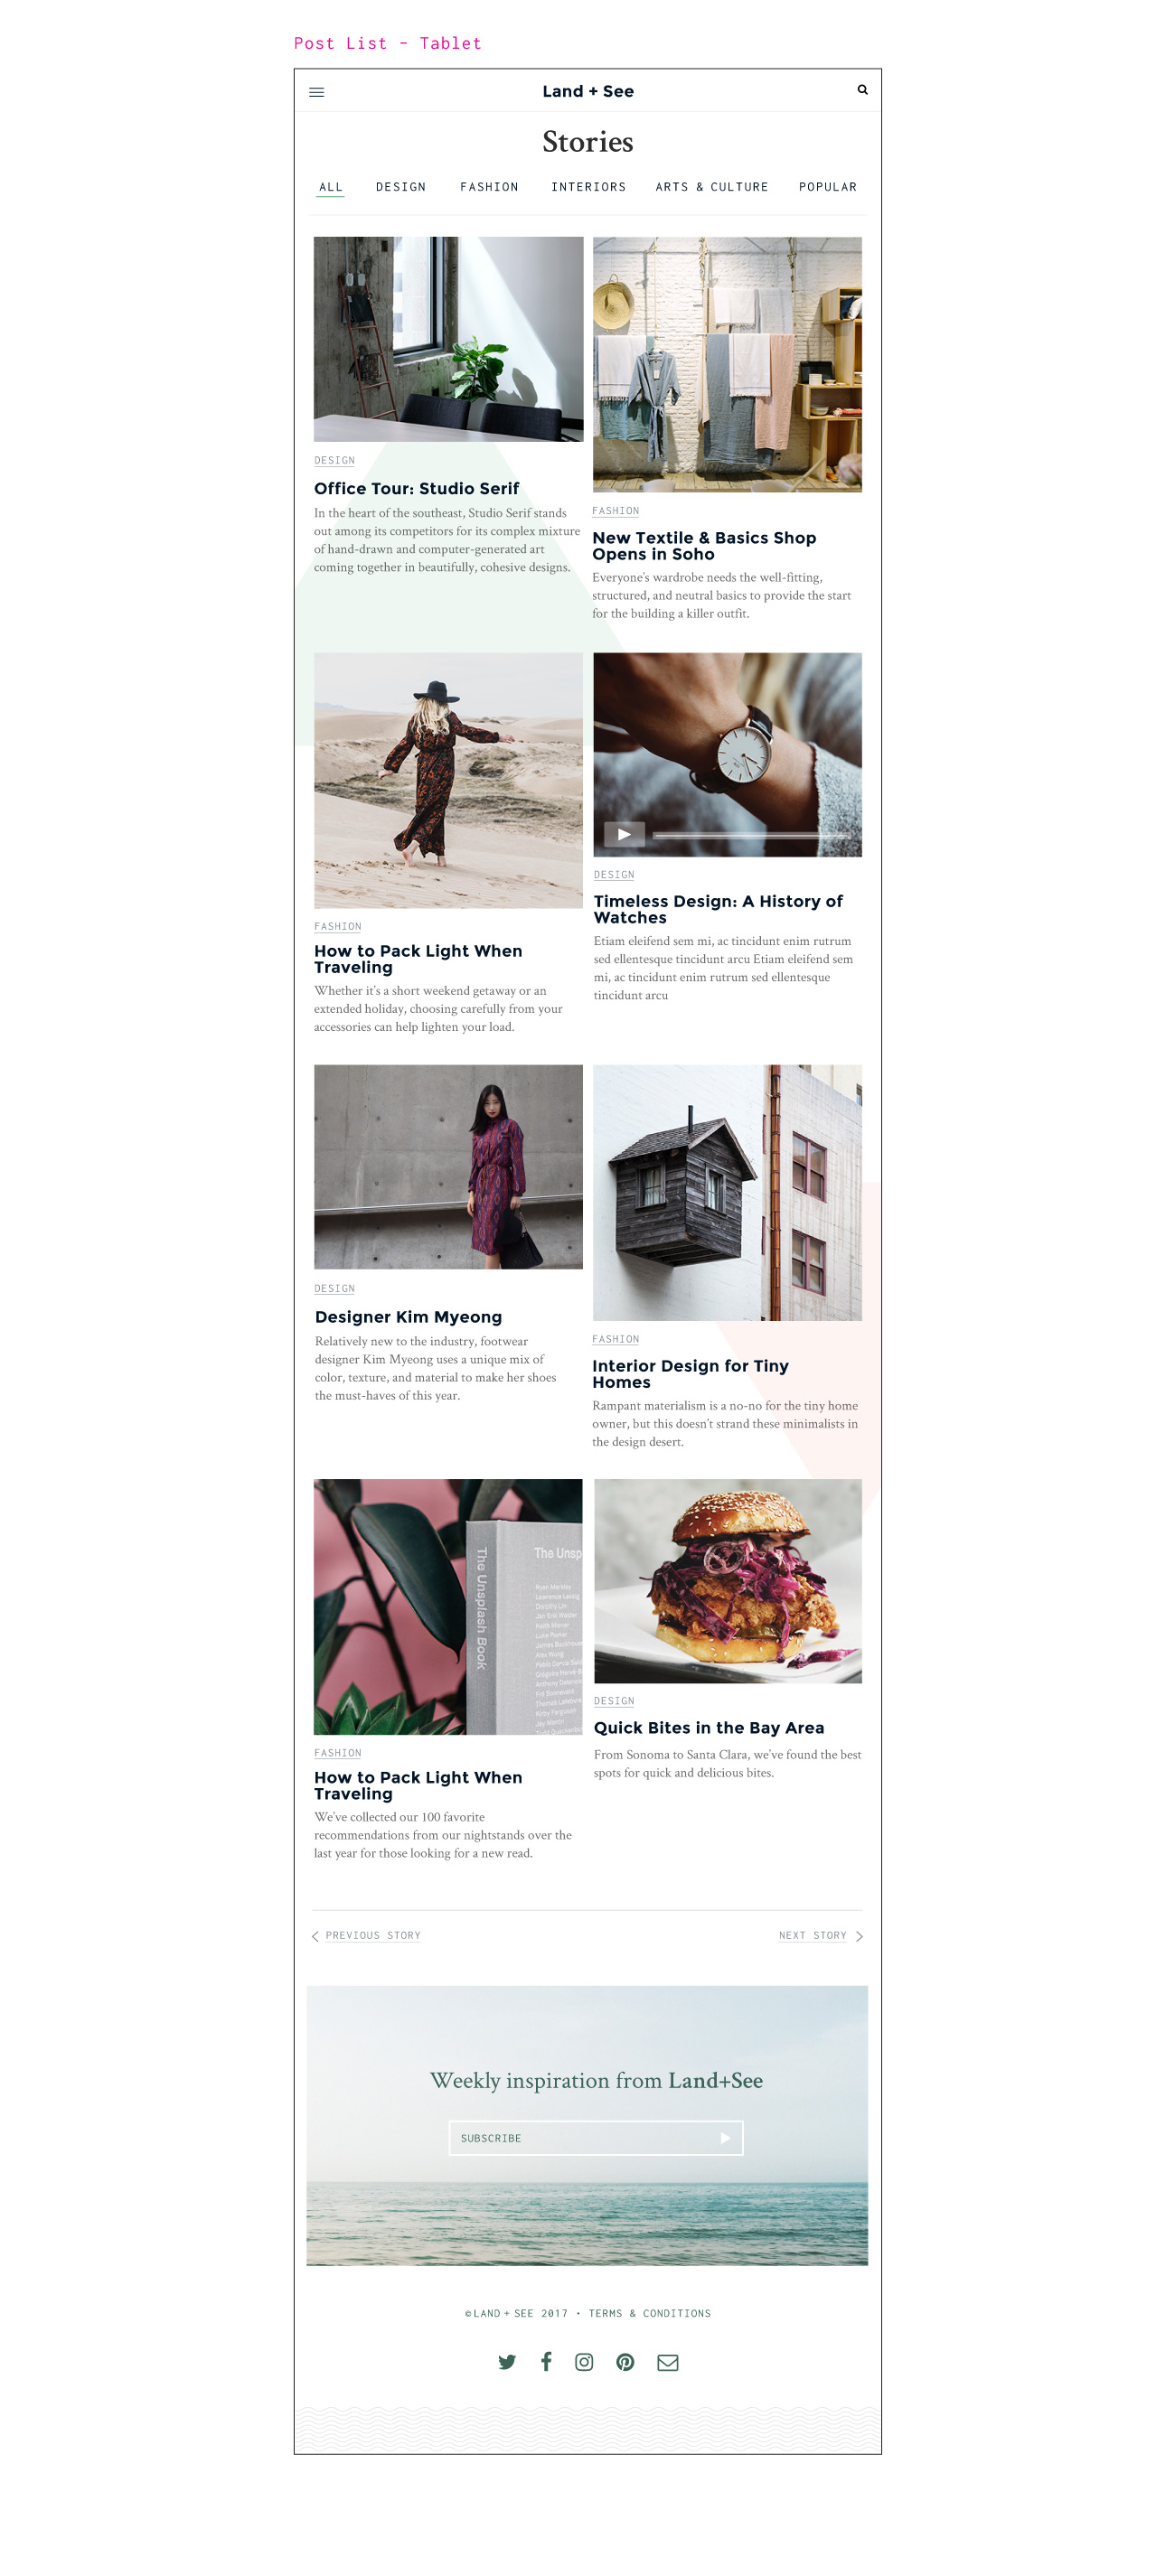 Post List – Tablet
Land + See
Stories
ALL DESIGN FASHION INTERIORS ARTS & CULTURE POPULAR
DESIGN
Office Tour: Studio Serif
In the heart of the southeast, Studio Serif stands
out among its competitors for its complex mixture
of hand-drawn and computer-generated art
coming together in beautifully, cohesive designs.
FASHION
New Textile & Basics Shop
Opens in Soho
Everyone's wardrobe needs the well-fitting,
structured, and neutral basics to provide the start
for the building a killer outfit.
FASHION
How to Pack Light When
Traveling
Whether it's a short weekend getaway or an
extended holiday, choosing carefully from your
accessories can help lighten your load.
DESIGN
Timeless Design: A History of
Watches
Etiam eleifend sem mi, ac tincidunt enim rutrum
sed ellentesque tincidunt arcu Etiam eleifend sem
mi, ac tincidunt enim rutrum sed ellentesque
tincidunt arcu
DESIGN
Designer Kim Myeong
Relatively new to the industry, footwear
designer Kim Myeong uses a unique mix of
color, texture, and material to make her shoes
the must-haves of this year.
FASHION
Interior Design for Tiny
Homes
Rampant materialism is a no-no for the tiny home
owner, but this doesn't strand these minimalists in
the design desert.
The Unsplash Book
The Unsp
FASHION
How to Pack Light When
Traveling
We've collected our 100 favorite
recommendations from our nightstands over the
last year for those looking for a new read.
DESIGN
Quick Bites in the Bay Area
From Sonoma to Santa Clara, we've found the best
spots for quick and delicious bites.
PREVIOUS STORY
NEXT STORY
Weekly inspiration from Land+See
SUBSCRIBE
©LAND + SEE 2017 • TERMS & CONDITIONS